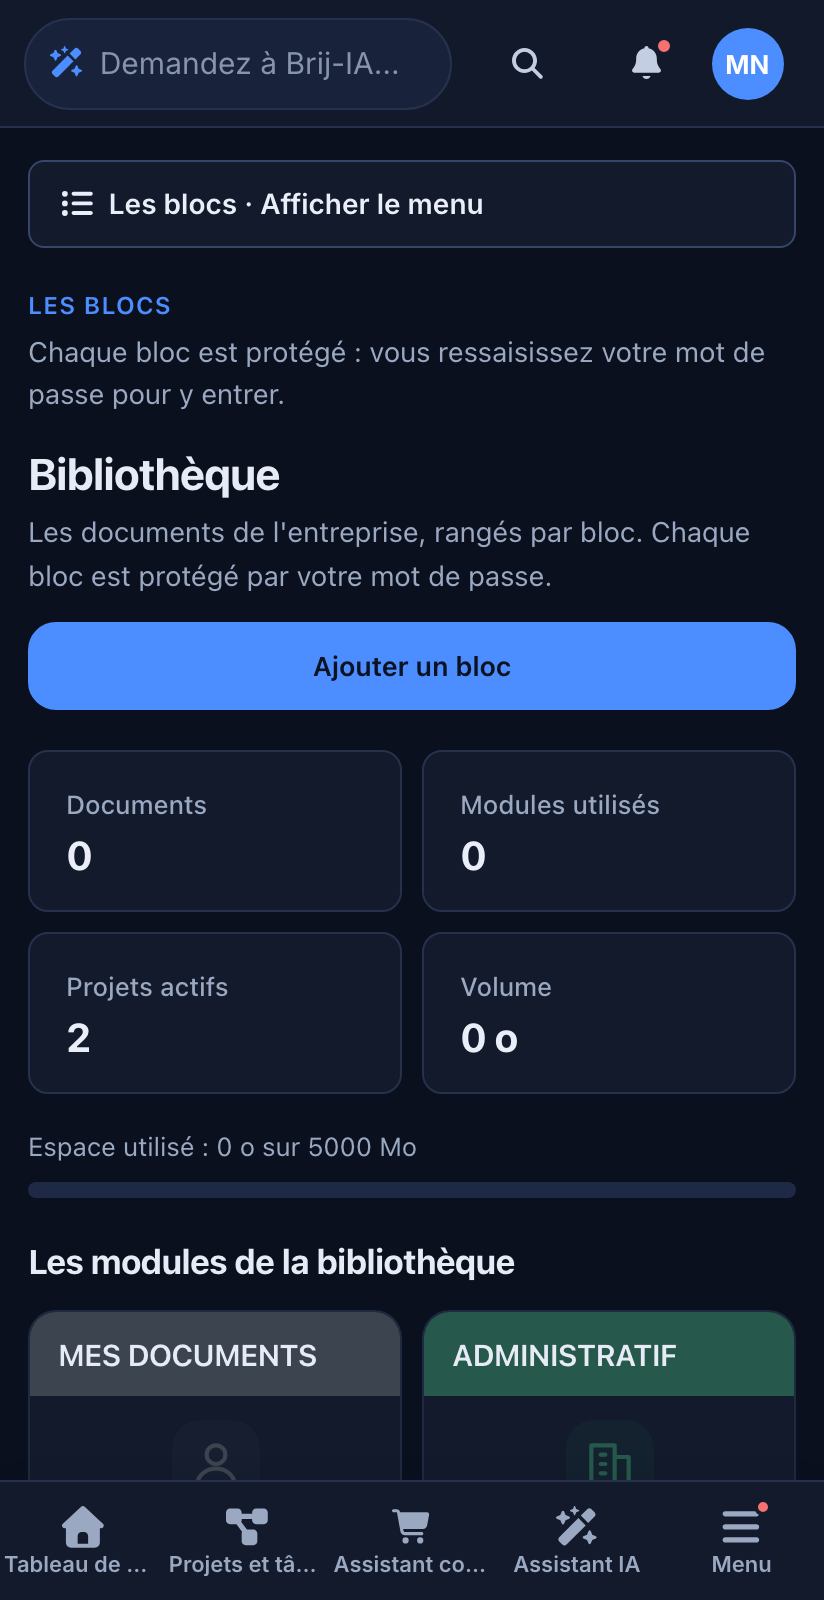 Demandez à Brij-IA...
MN
Les blocs · Afficher le menu
LES BLOCS
Chaque bloc est protégé : vous ressaisissez votre mot de
passe pour y entrer.
Bibliothèque
Les documents de l'entreprise, rangés par bloc. Chaque
bloc est protégé par votre mot de passe.
Ajouter un bloc
Documents
0
Modules utilisés
0
Projets actifs
2
Volume
0 o
Espace utilisé : 0 o sur 5000 Mo
Les modules de la bibliothèque
MES DOCUMENTS
ADMINISTRATIF
Tableau de ...
Projets et tâ...
Assistant co...
Assistant IA
Menu